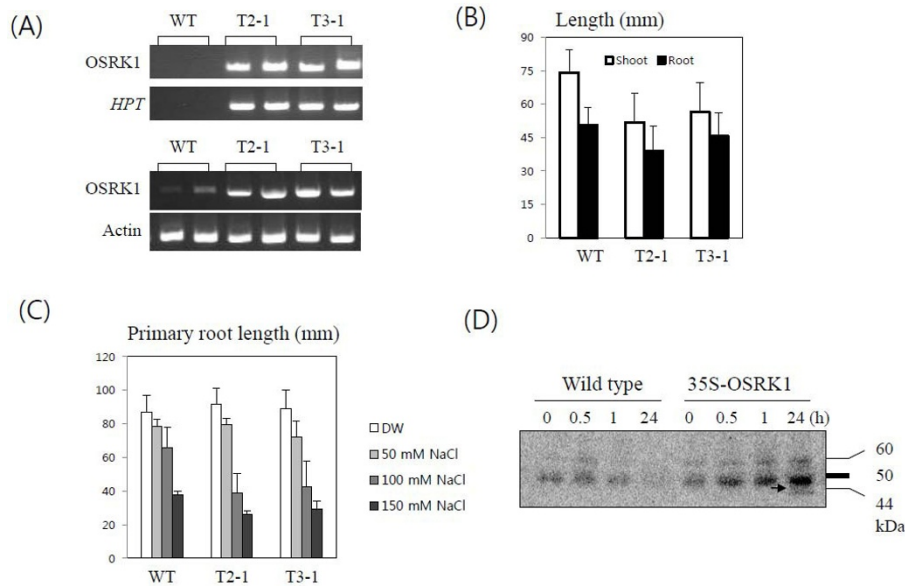 (A)
WT T2-1 T3-1
OSRK1
HPT
WT T2-1 T3-1
OSRK1
Actin
(B)
Length (mm)
90
75
60
45
30
15
0
Shoot Root
WT T2-1 T3-1
(C)
Primary root length (mm)
120
100
80
60
40
20
0
DW
50 mM NaCl
100 mM NaCl
150 mM NaCl
WT T2-1 T3-1
(D)
Wild type 35S-OSRK1
0 0.5 1 24 0 0.5 1 24 (h)
60
50
44
kDa